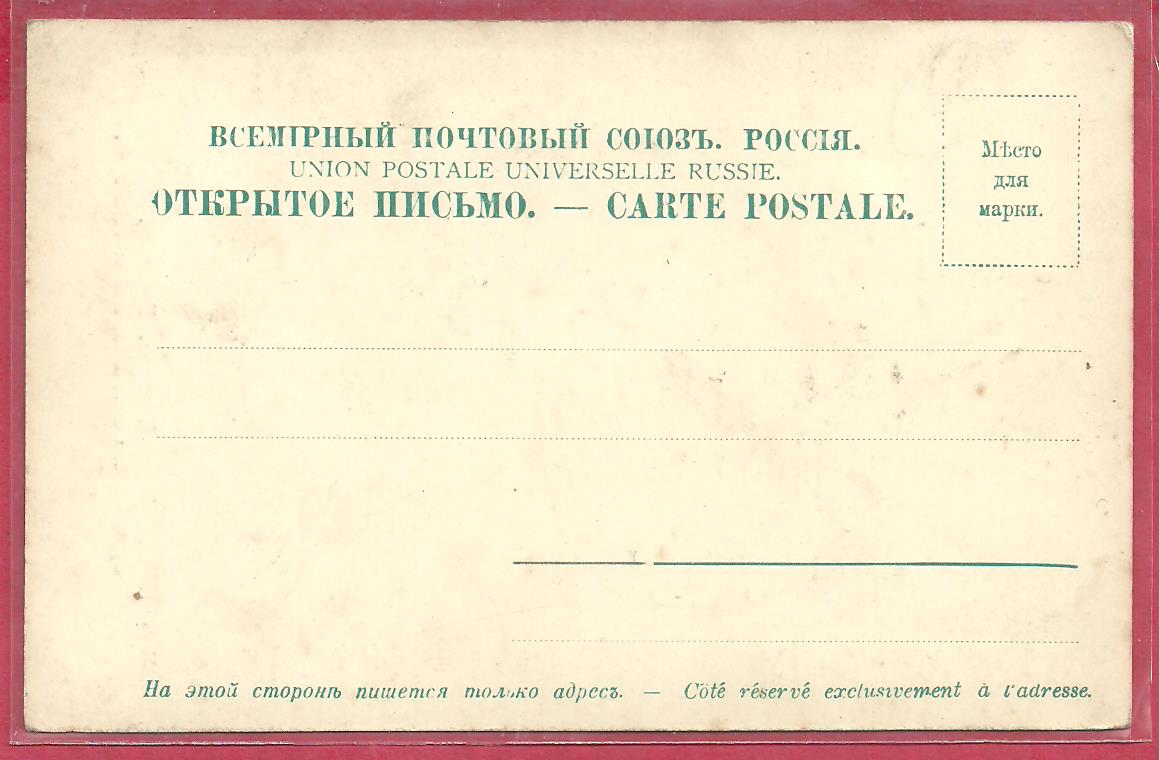 ВСЕМІРНЫЙ ПОЧТОВЫЙ СОЮЗЪ. РОССІЯ.
UNION POSTALE UNIVERSELLE RUSSIE.
ОТКРЫТОЕ ПИСЬМО. — CARTE POSTALE.
Мѣсто
для
марки.
На этой сторонѣ пишется только адресъ. — Côté réservé exclusivement à l'adresse.